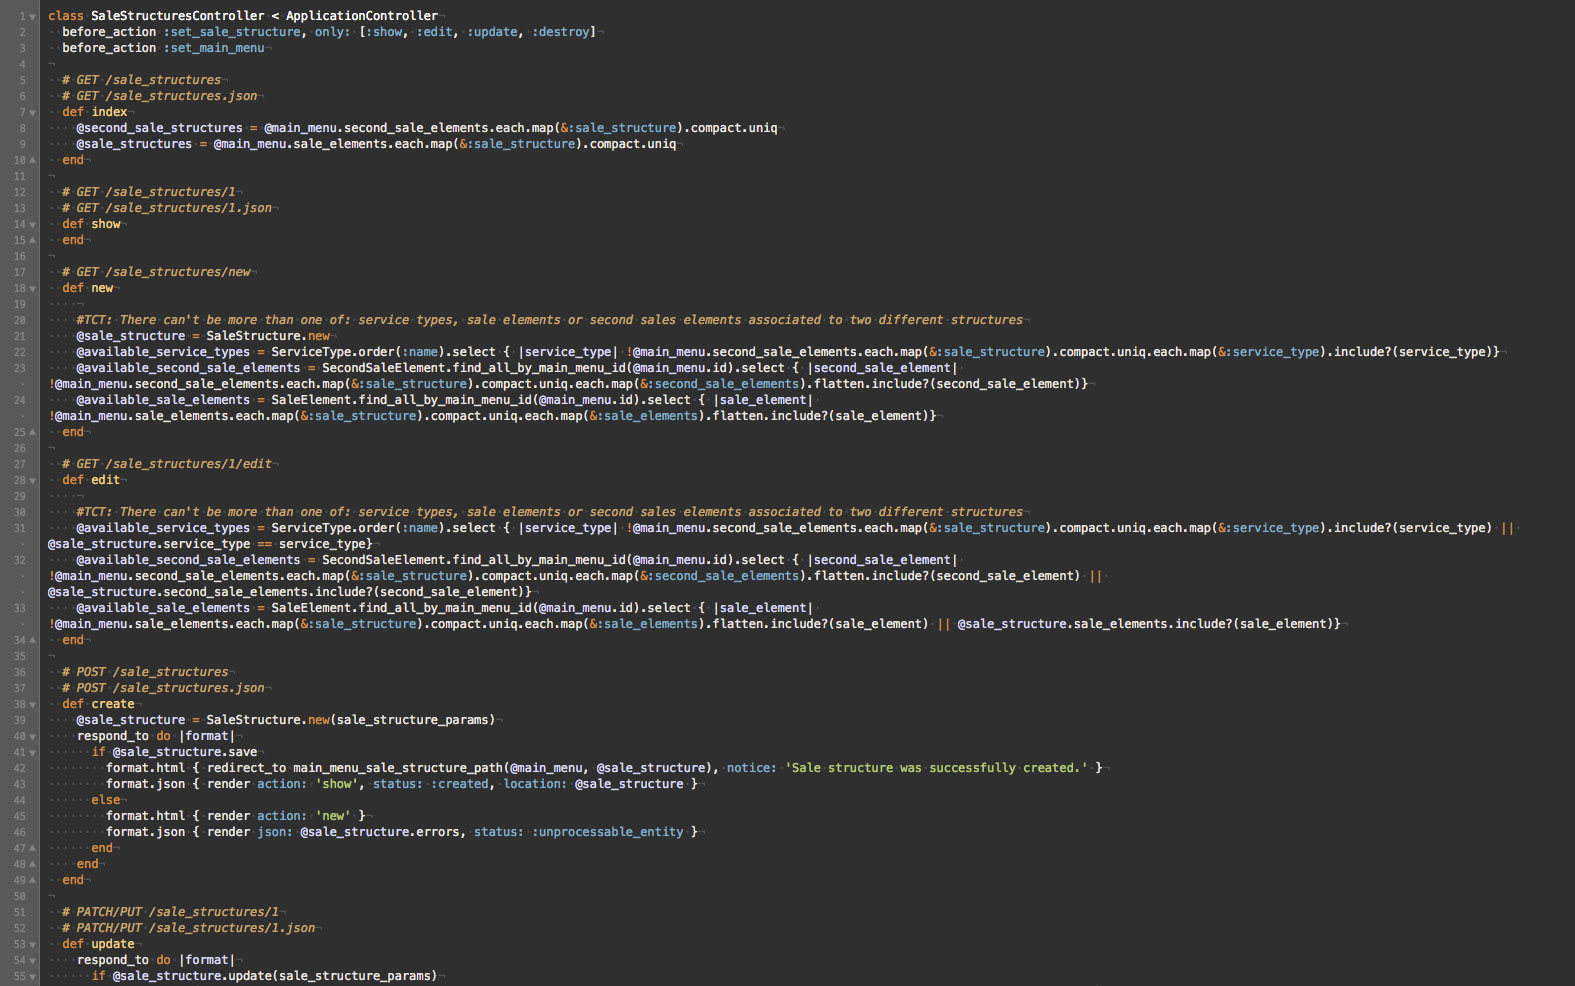 1 class SaleStructuresController < ApplicationController
2 before_action :set_sale_structure, only: [:show, :edit, :update, :destroy]
3 before_action :set_main_menu
4
5 # GET /sale_structures
6 # GET /sale_structures.json
7 def index
8 @second_sale_structures = @main_menu.second_sale_elements.each.map(&:sale_structure).compact.uniq
9 @sale_structures = @main_menu.sale_elements.each.map(&:sale_structure).compact.uniq
10 end
11
12 # GET /sale_structures/1
13 # GET /sale_structures/1.json
14 def show
15 end
16
17 # GET /sale_structures/new
18 def new
19
20 #TCT: There can't be more than one of: service types, sale elements or second sales elements associated to two different structures
21 @sale_structure = SaleStructure.new
22 @available_service_types = ServiceType.order(:name).select { |service_type| !@main_menu.second_sale_elements.each.map(&:sale_structure).compact.uniq.each.map(&:service_type).include?(service_type)}
23 @available_second_sale_elements = SecondSaleElement.find_all_by_main_menu_id(@main_menu.id).select { |second_sale_element|
!@main_menu.second_sale_elements.each.map(&:sale_structure).compact.uniq.each.map(&:second_sale_elements).flatten.include?(second_sale_element)}
24 @available_sale_elements = SaleElement.find_all_by_main_menu_id(@main_menu.id).select { |sale_element|
!@main_menu.sale_elements.each.map(&:sale_structure).compact.uniq.each.map(&:sale_elements).flatten.include?(sale_element)}
25 end
26
27 # GET /sale_structures/1/edit
28 def edit
29
30 #TCT: There can't be more than one of: service types, sale elements or second sales elements associated to two different structures
31 @available_service_types = ServiceType.order(:name).select { |service_type| !@main_menu.second_sale_elements.each.map(&:sale_structure).compact.uniq.each.map(&:service_type).include?(service_type) ||
@sale_structure.service_type == service_type}
32 @available_second_sale_elements = SecondSaleElement.find_all_by_main_menu_id(@main_menu.id).select { |second_sale_element|
!@main_menu.second_sale_elements.each.map(&:sale_structure).compact.uniq.each.map(&:second_sale_elements).flatten.include?(second_sale_element) ||
@sale_structure.second_sale_elements.include?(second_sale_element)}
33 @available_sale_elements = SaleElement.find_all_by_main_menu_id(@main_menu.id).select { |sale_element|
!@main_menu.sale_elements.each.map(&:sale_structure).compact.uniq.each.map(&:sale_elements).flatten.include?(sale_element) || @sale_structure.sale_elements.include?(sale_element)}
34 end
35
36 # POST /sale_structures
37 # POST /sale_structures.json
38 def create
39 @sale_structure = SaleStructure.new(sale_structure_params)
40 respond_to do |format|
41 if @sale_structure.save
42 format.html { redirect_to main_menu_sale_structure_path(@main_menu, @sale_structure), notice: 'Sale structure was successfully created.' }
43 format.json { render action: 'show', status: :created, location: @sale_structure }
44 else
45 format.html { render action: 'new' }
46 format.json { render json: @sale_structure.errors, status: :unprocessable_entity }
47 end
48 end
49 end
50
51 # PATCH/PUT /sale_structures/1
52 # PATCH/PUT /sale_structures/1.json
53 def update
54 respond_to do |format|
55 if @sale_structure.update(sale_structure_params)